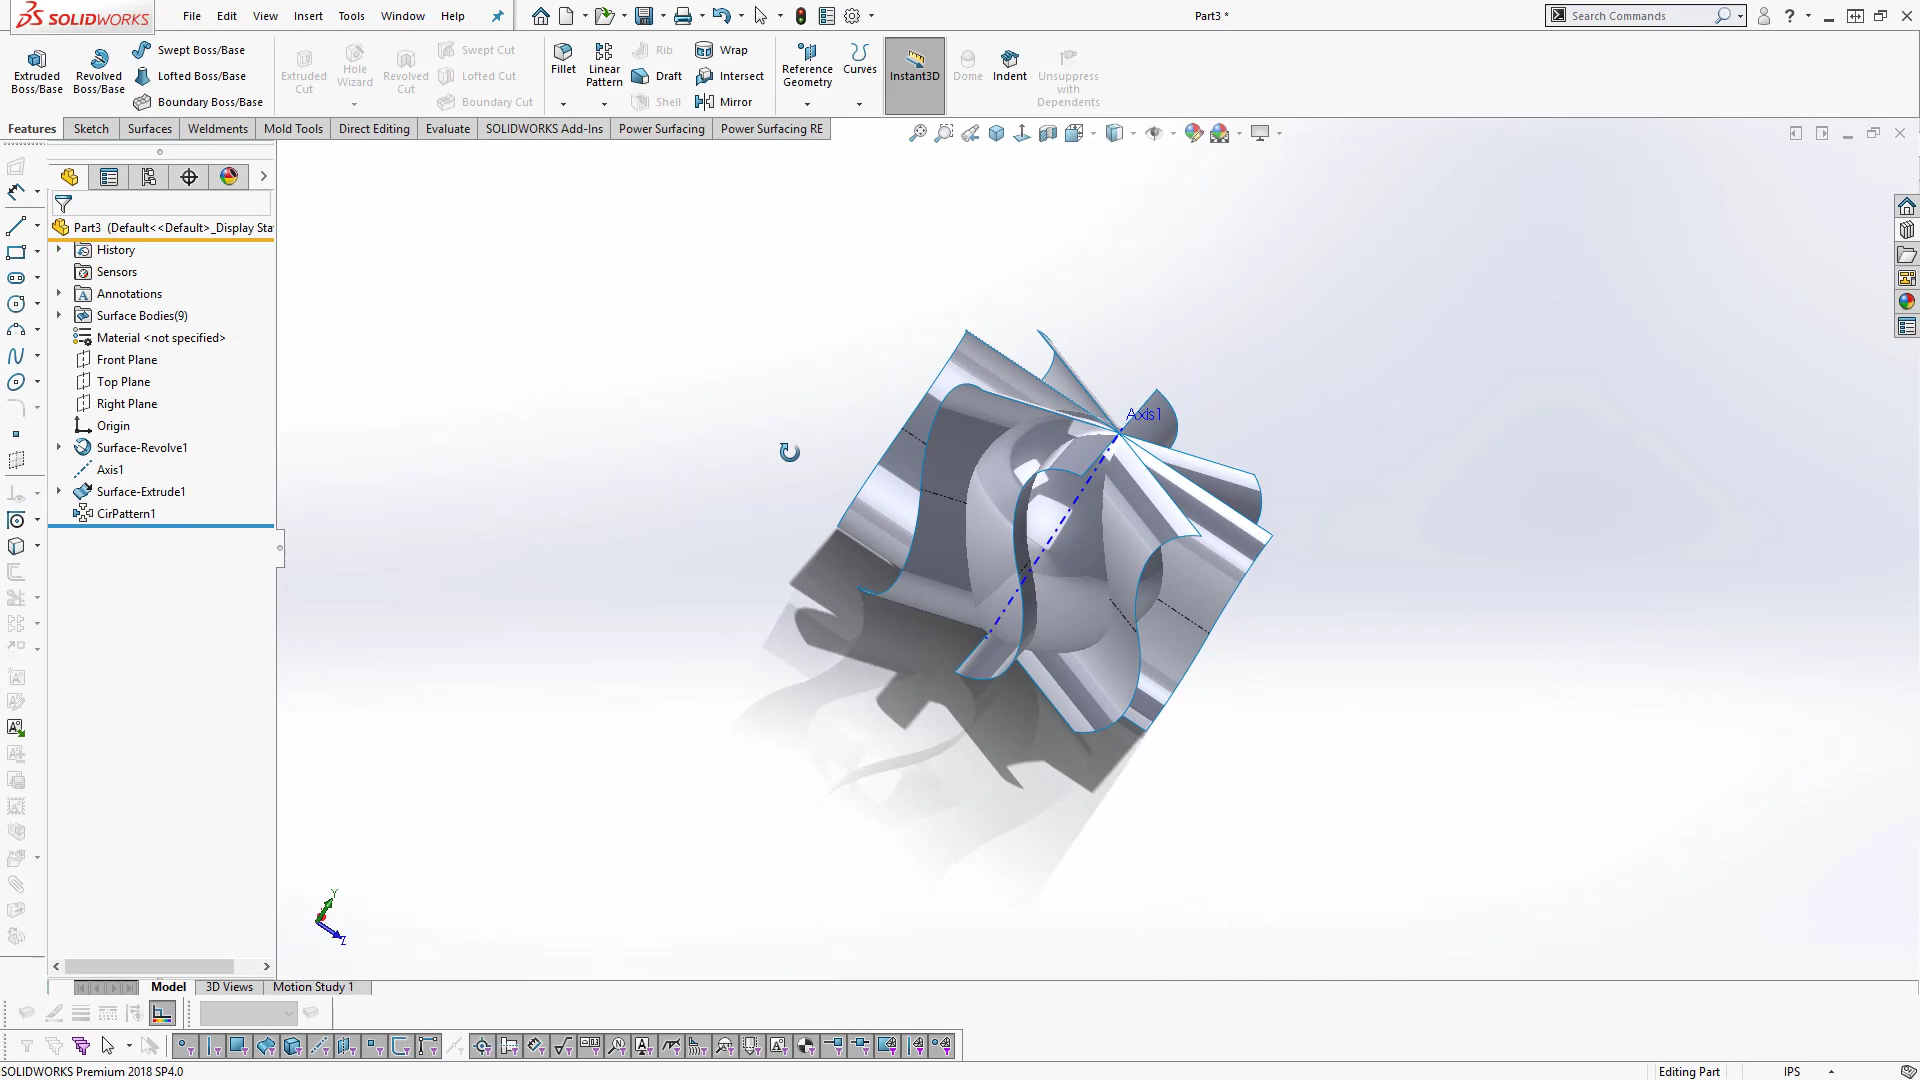 SOLIDWORKS
File Edit View Insert Tools Window Help
Part3 *
Search Commands
Extruded Boss/Base
Revolved Boss/Base
Swept Boss/Base
Lofted Boss/Base
Boundary Boss/Base
Extruded Cut
Hole Wizard
Revolved Cut
Swept Cut
Lofted Cut
Boundary Cut
Fillet
Linear Pattern
Rib
Draft
Shell
Wrap
Intersect
Mirror
Reference Geometry
Curves
Instant3D
Dome
Indent
Unsuppress with Dependents
Features Sketch Surfaces Weldments Mold Tools Direct Editing Evaluate SOLIDWORKS Add-Ins Power Surfacing Power Surfacing RE
Part3 (Default<<Default>_Display Sta
History
Sensors
Annotations
Surface Bodies(9)
Material <not specified>
Front Plane
Top Plane
Right Plane
Origin
Surface-Revolve1
Axis1
Surface-Extrude1
CirPattern1
Axis1
Y
Z
Model 3D Views Motion Study 1
SOLIDWORKS Premium 2018 SP4.0
Editing Part
IPS